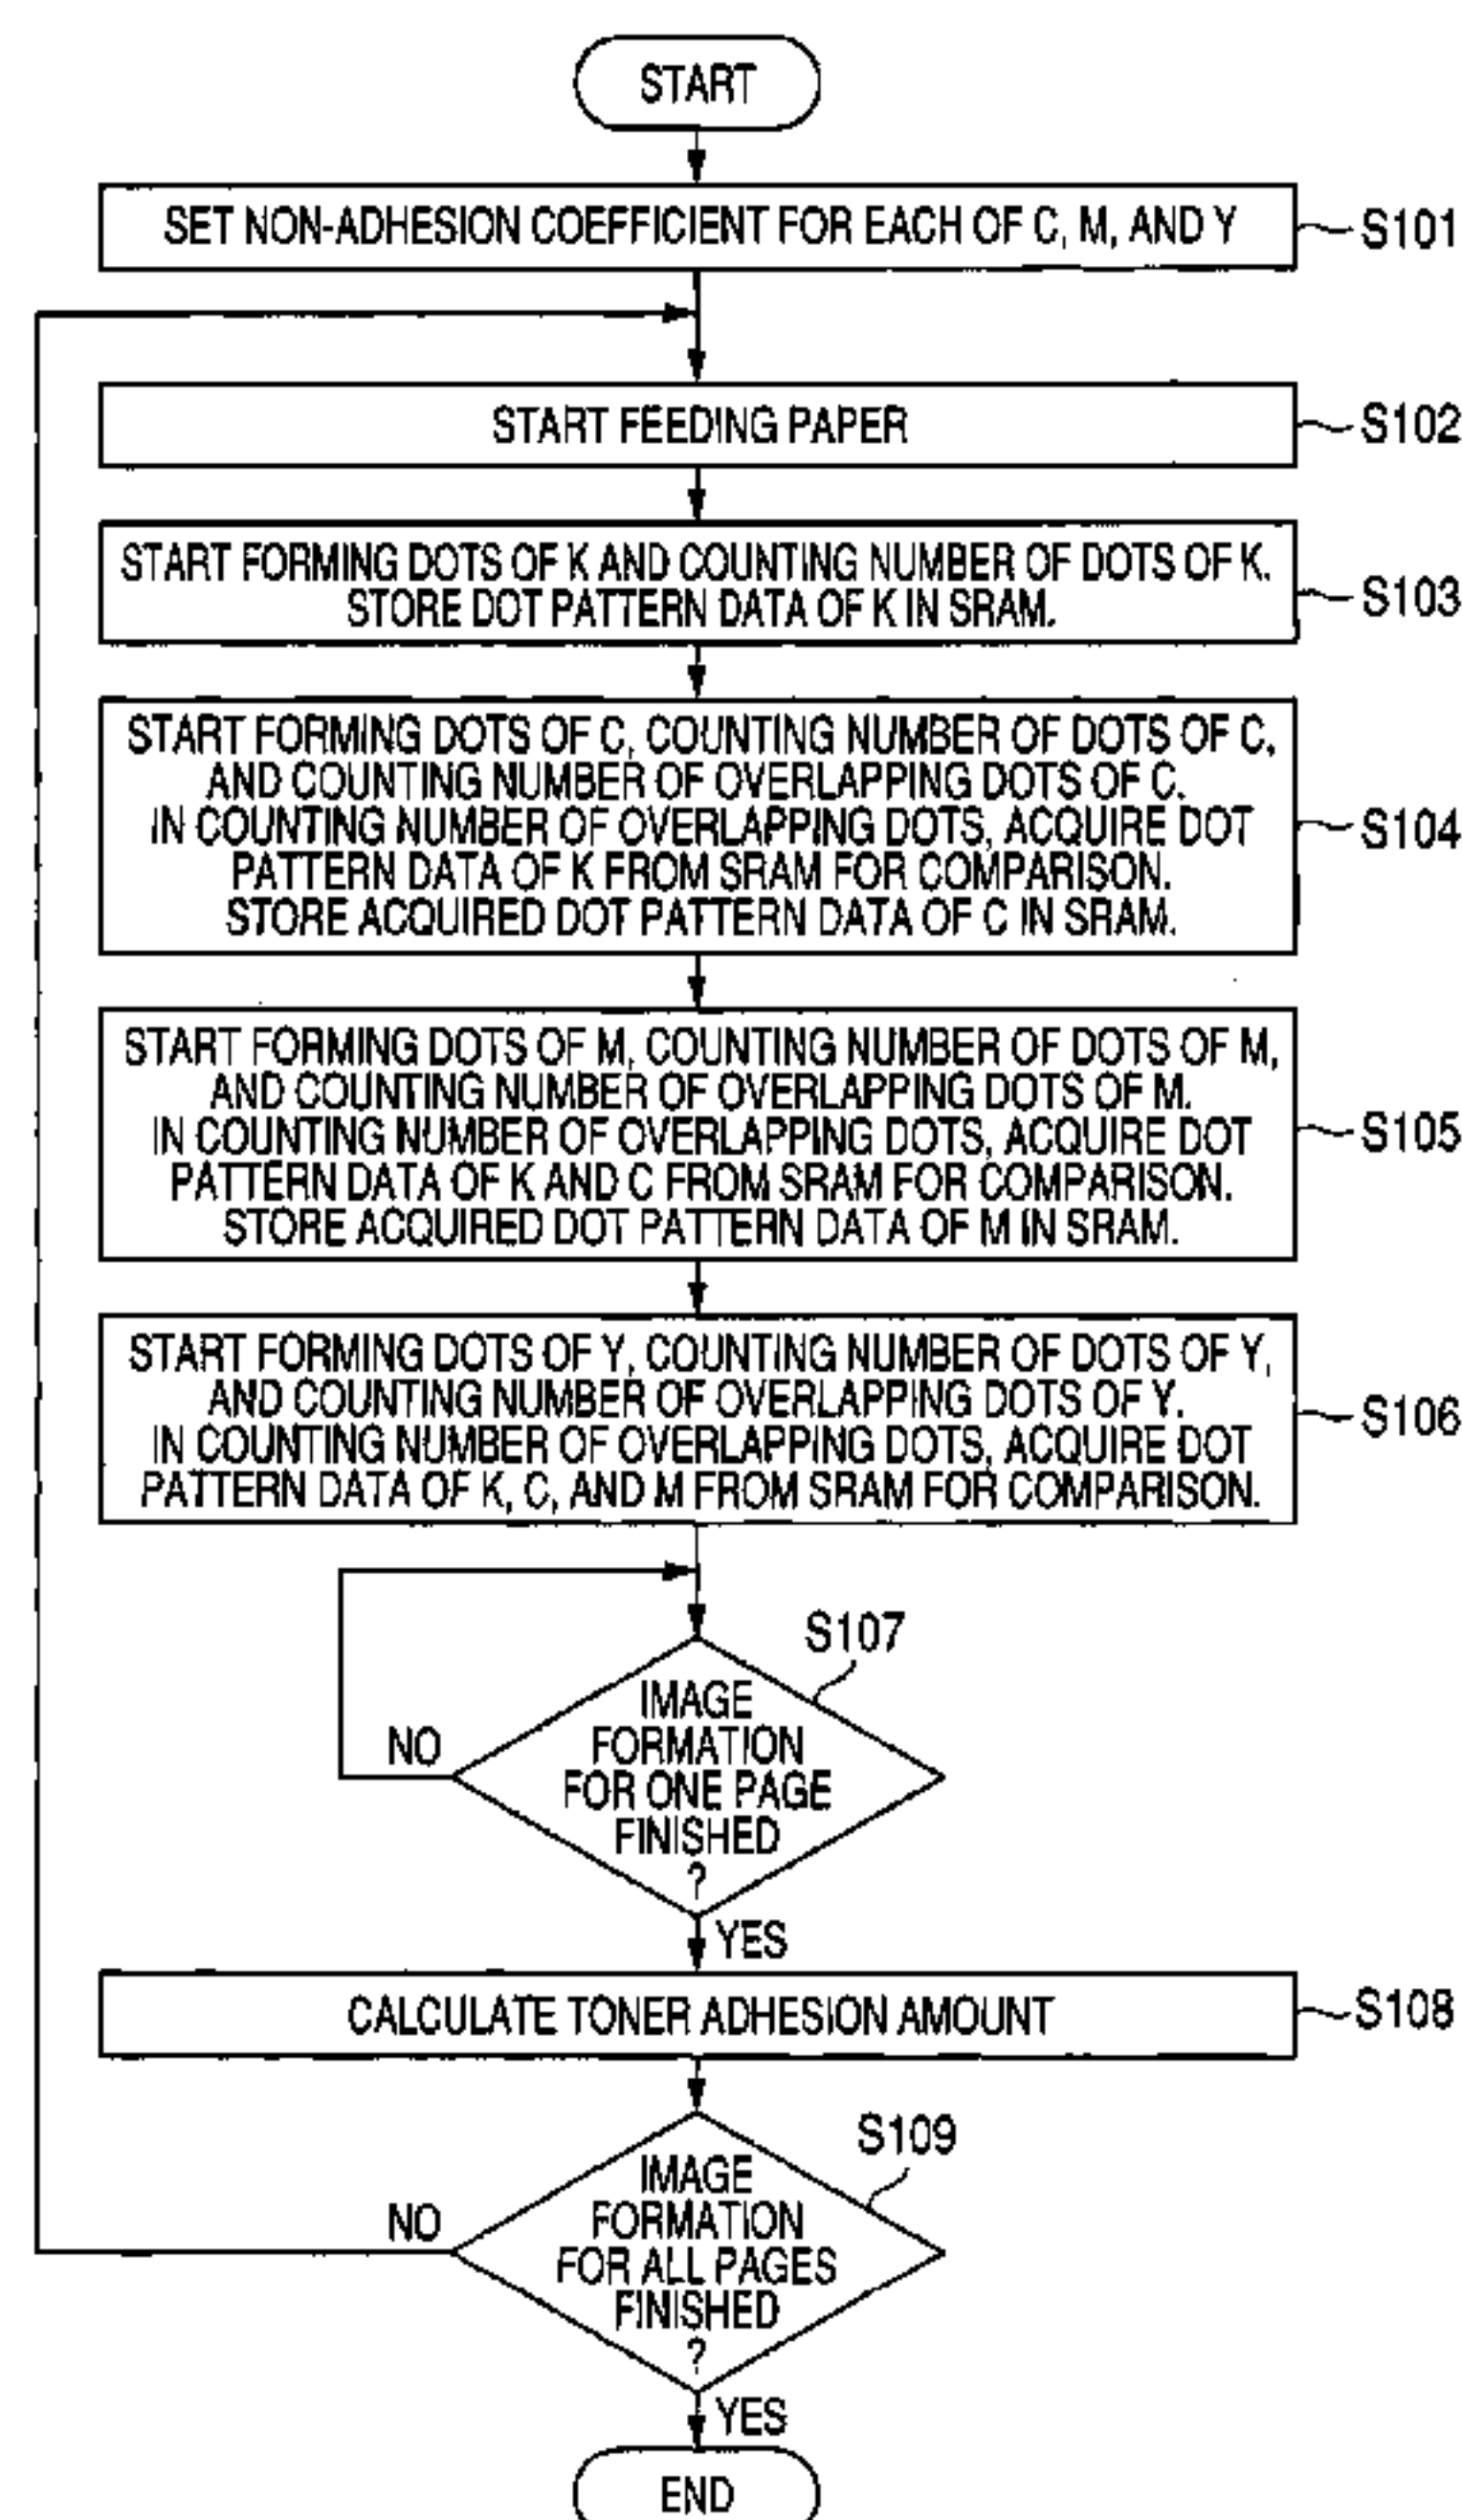 START
SET NON-ADHESION COEFFICIENT FOR EACH OF C, M, AND Y
S101
START FEEDING PAPER
S102
START FORMING DOTS OF K AND COUNTING NUMBER OF DOTS OF K.
STORE DOT PATTERN DATA OF K IN SRAM.
S103
START FORMING DOTS OF C, COUNTING NUMBER OF DOTS OF C,
AND COUNTING NUMBER OF OVERLAPPING DOTS OF C.
IN COUNTING NUMBER OF OVERLAPPING DOTS, ACQUIRE DOT
PATTERN DATA OF K FROM SRAM FOR COMPARISON.
STORE ACQUIRED DOT PATTERN DATA OF C IN SRAM.
S104
START FORMING DOTS OF M, COUNTING NUMBER OF DOTS OF M,
AND COUNTING NUMBER OF OVERLAPPING DOTS OF M.
IN COUNTING NUMBER OF OVERLAPPING DOTS, ACQUIRE DOT
PATTERN DATA OF K AND C FROM SRAM FOR COMPARISON.
STORE ACQUIRED DOT PATTERN DATA OF M IN SRAM.
S105
START FORMING DOTS OF Y, COUNTING NUMBER OF DOTS OF Y,
AND COUNTING NUMBER OF OVERLAPPING DOTS OF Y.
IN COUNTING NUMBER OF OVERLAPPING DOTS, ACQUIRE DOT
PATTERN DATA OF K, C, AND M FROM SRAM FOR COMPARISON.
S106
S107
IMAGE
FORMATION
FOR ONE PAGE
FINISHED
?
NO
YES
CALCULATE TONER ADHESION AMOUNT
S108
S109
IMAGE
FORMATION
FOR ALL PAGES
FINISHED
?
NO
YES
END